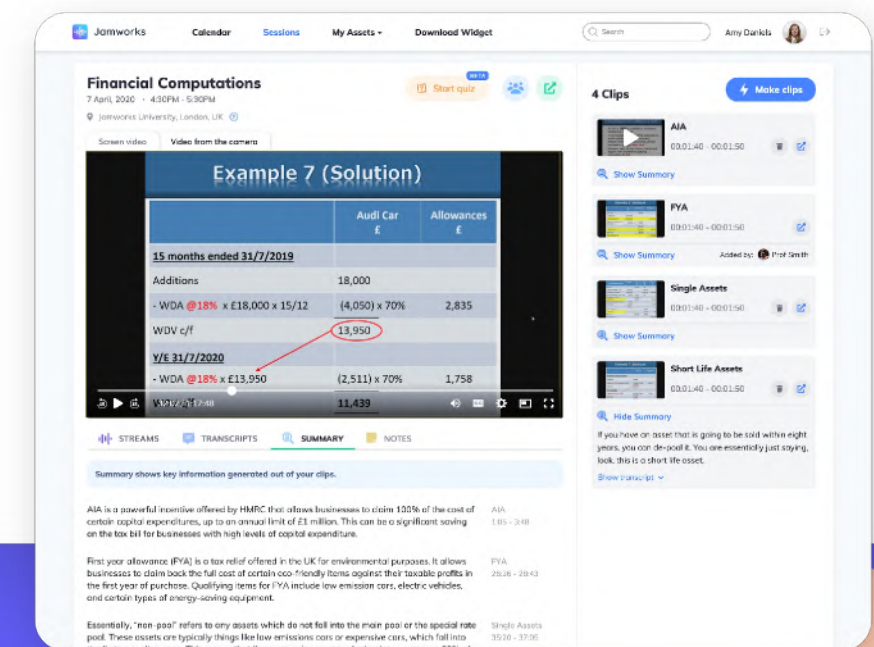 Jamworks
Calendar
Sessions
My Assets
Download Widget
Search
Amy Daniels
Financial Computations
7 April, 2020 · 4:30PM - 5:30PM
Jamworks University, London, UK
BETA
Start quiz
Screen video
Video from the camera
Example 7 (Solution)
Audi Car Allowances
£ £
15 months ended 31/7/2019
Additions 18,000
- WDA @18% x £18,000 x 15/12 (4,050) x 70% 2,835
WDV c/f 13,950
Y/E 31/7/2020
- WDA @18% x £13,950 (2,511) x 70% 1,758
11,439
STREAMS
TRANSCRIPTS
SUMMARY
NOTES
Summary shows key information generated out of your clips.
AIA is a powerful incentive offered by HMRC that allows businesses to claim 100% of the cost of
certain capital expenditures, up to an annual limit of £1 million. This can be a significant saving
on the tax bill for businesses with high levels of capital expenditure.
AIA
1:05 - 3:48
First year allowance (FYA) is a tax relief offered in the UK for environmental purposes. It allows
businesses to claim back the full cost of certain eco-friendly items against their taxable profits in
the first year of purchase. Qualifying items for FYA include low emission cars, electric vehicles,
and certain types of energy-saving equipment.
FYA
Essentially, "non-pool" refers to any assets which do not fall into the main pool or the special rate
pool. These assets are typically things like low emissions cars or expensive cars, which fall into
Single Assets
4 Clips
Make clips
AIA
00:01:40 - 00:01:50
Show Summary
FYA
00:01:40 - 00:01:50
Show Summary
Added by: Prof Smith
Single Assets
00:01:40 - 00:01:50
Show Summary
Short Life Assets
00:01:40 - 00:01:50
Hide Summary
If you have an asset that is going to be sold within eight
years, you can de-pool it. You are essentially just saying,
look, this is a short life asset.
Show transcript